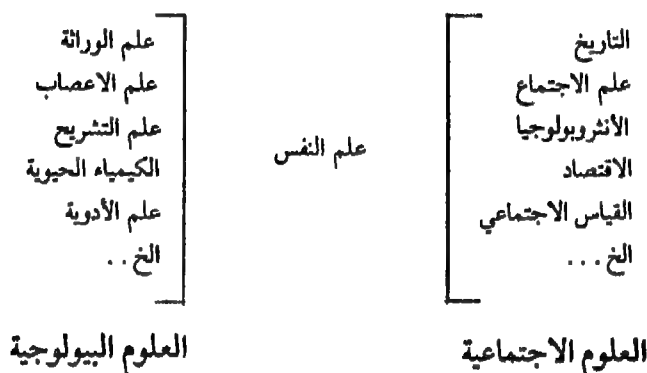 التاريخ
علم الاجتماع
الأنثروبولوجيا
الاقتصاد
القياس الاجتماعي
الخ . . .
العلوم الاجتماعية
علم النفس
علم الوراثة
علم الاعصاب
علم التشريح
الكيمياء الحيوية
علم الأدوية
الخ . .
العلوم البيولوجية